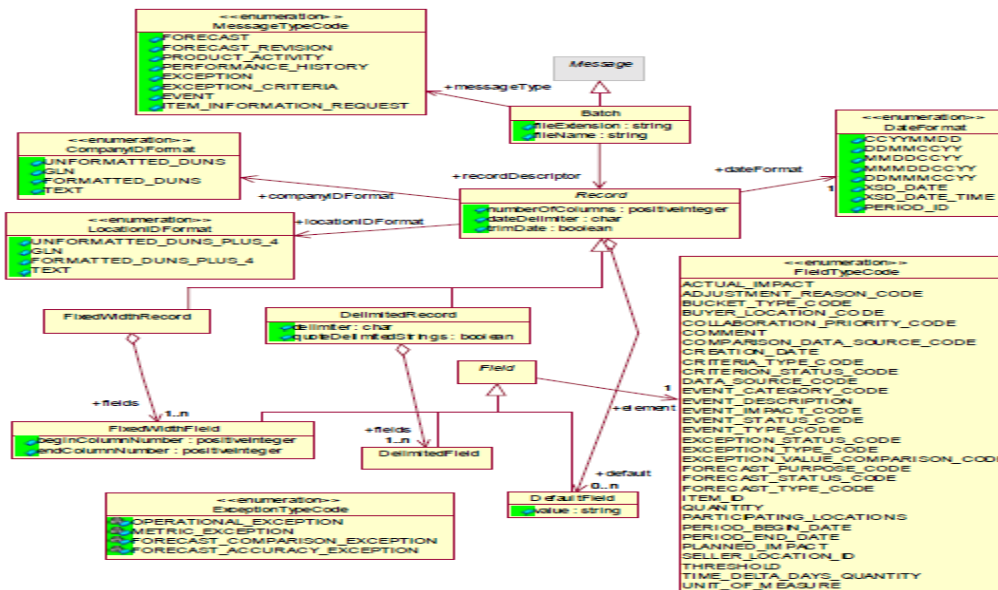 <<enumeration>>
MessageTypeCode
FORECAST
FORECAST_REVISION
PRODUCT_ACTIVITY
PERFORMANCE_HISTORY
EXCEPTION
EXCEPTION_CRITERIA
EVENT
ITEM_INFORMATION_REQUEST
Message
+messageType
Batch
fileExtension : string
fileName : string
<<enumeration>>
DateFormat
CCYYMMDD
DDMMCCYY
MMDDCCYY
MMMDDCCYY
DDMMMCCYY
XSD_DATE
XSD_DATE_TIME
PERIOD_ID
<<enumeration>>
CompanyIDFormat
UNFORMATTED_DUNS
GLN
FORMATTED_DUNS
TEXT
+recordDescriptor
+dateFormat
1
+companyIDFormat
Record
numberOfColumns : positiveInteger
dateDelimiter : char
trimDate : boolean
+locationIDFormat
<<enumeration>>
LocationIDFormat
UNFORMATTED_DUNS_PLUS_4
GLN
FORMATTED_DUNS_PLUS_4
TEXT
<<enumeration>>
FieldTypeCode
ACTUAL_IMPACT
ADJUSTMENT_REASON_CODE
BUCKET_TYPE_CODE
BUYER_LOCATION_CODE
COLLABORATION_PRIORITY_CODE
COMMENT
COMPARISON_DATA_SOURCE_CODE
CREATION_DATE
CRITERIA_TYPE_CODE
CRITERION_STATUS_CODE
DATA_SOURCE_CODE
EVENT_CATEGORY_CODE
EVENT_DESCRIPTION
EVENT_IMPACT_CODE
EVENT_STATUS_CODE
EVENT_TYPE_CODE
EXCEPTION_STATUS_CODE
EXCEPTION_TYPE_CODE
EXCEPTION_VALUE_COMPARISON_CODE
FORECAST_PURPOSE_CODE
FORECAST_STATUS_CODE
FORECAST_TYPE_CODE
ITEM_ID
QUANTITY
PARTICIPATING_LOCATIONS
PERIOD_BEGIN_DATE
PERIOD_END_DATE
PLANNED_IMPACT
SELLER_LOCATION_ID
THRESHOLD
TIME_DELTA_DAYS_QUANTITY
UNIT_OF_MEASURE
FixedWidthRecord
DelimitedRecord
delimiter : char
quoteDelimitedStrings : boolean
Field
1
+element
+fields
1..n
FixedWidthField
beginColumnNumber : positiveInteger
endColumnNumber : positiveInteger
+fields
1..n
DelimitedField
+default
0..n
DefaultField
value : string
<<enumeration>>
ExceptionTypeCode
OPERATIONAL_EXCEPTION
METRIC_EXCEPTION
FORECAST_COMPARISON_EXCEPTION
FORECAST_ACCURACY_EXCEPTION